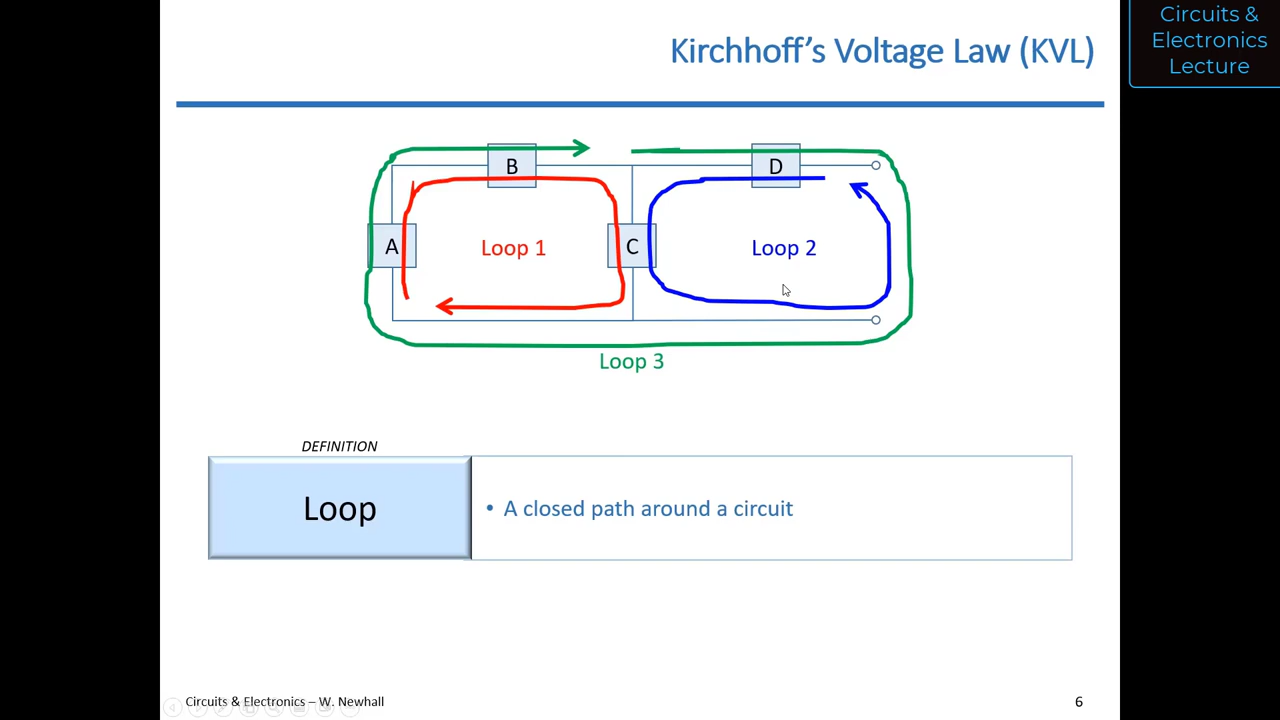 Circuits &
Electronics
Lecture
Kirchhoff's Voltage Law (KVL)
B
D
A
Loop 1
C
Loop 2
Loop 3
DEFINITION
Loop
• A closed path around a circuit
Circuits & Electronics – W. Newhall
6